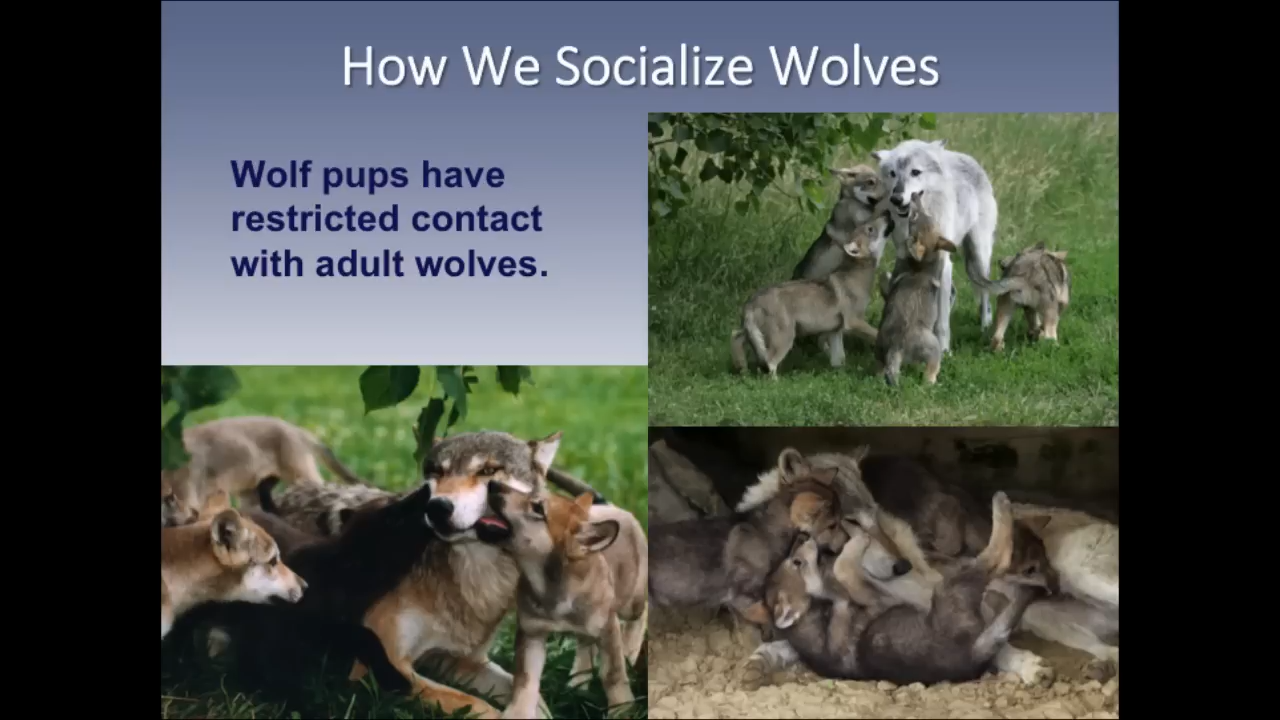 How We Socialize Wolves
Wolf pups have
restricted contact
with adult wolves.